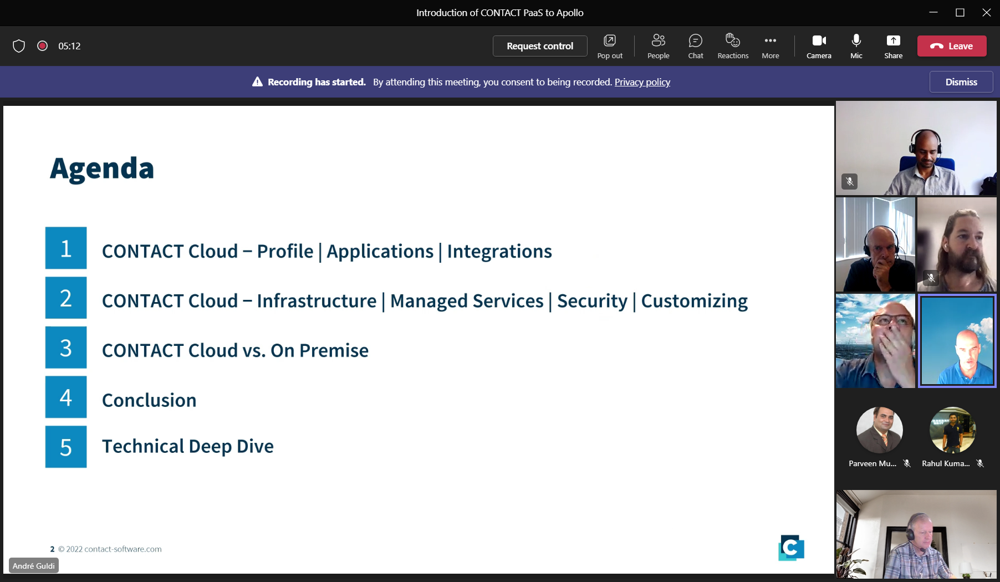 Introduction of CONTACT PaaS to Apollo
05:12
Request control
Pop out
People
Chat
Reactions
More
Camera
Mic
Share
Leave
Recording has started. By attending this meeting, you consent to being recorded. Privacy policy
Dismiss
Agenda
1 CONTACT Cloud – Profile | Applications | Integrations
2 CONTACT Cloud – Infrastructure | Managed Services | Security | Customizing
3 CONTACT Cloud vs. On Premise
4 Conclusion
5 Technical Deep Dive
2 © 2022 contact-software.com
C
André Guldi
Parveen Mu...
Rahul Kuma...